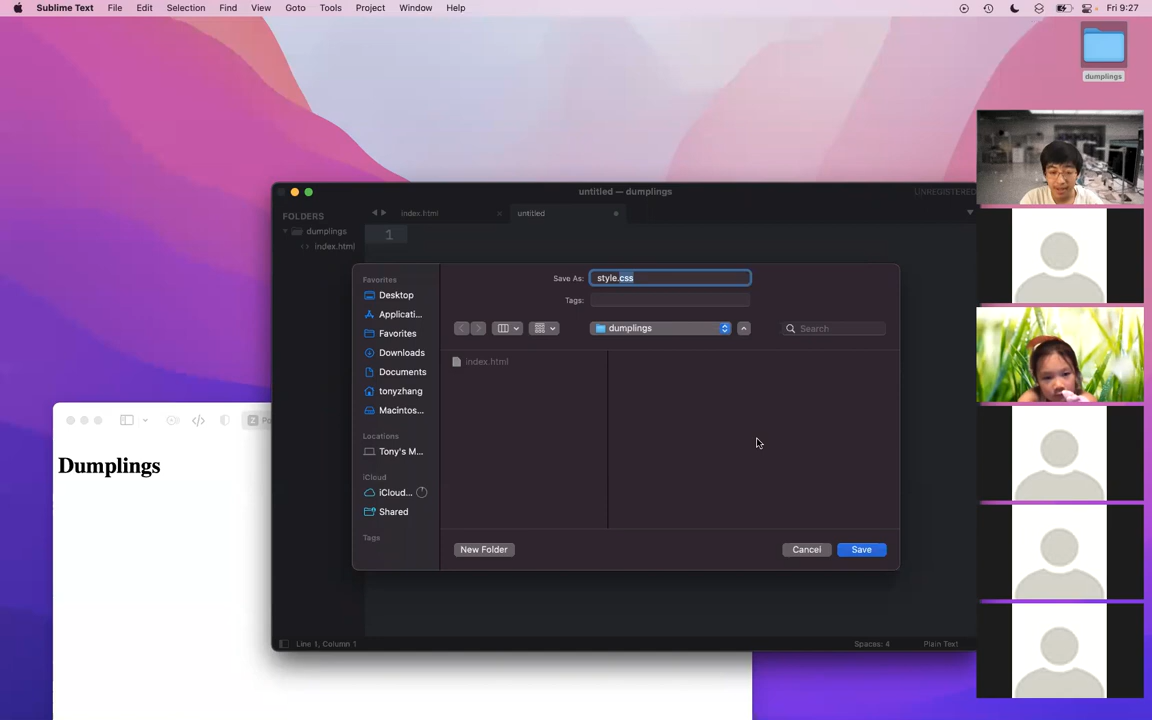 Sublime Text File Edit Selection Find View Goto Tools Project Window Help Fri 9:27
dumplings
untitled — dumplings
UNREGISTERED
FOLDERS
dumplings
index.html
index.html
untitled
1
Save As: style.css
Tags:
dumplings
Search
index.html
Favorites
Desktop
Applicati...
Favorites
Downloads
Documents
tonyzhang
Macintos...
Locations
Tony's M...
iCloud
iCloud...
Shared
Tags
New Folder
Cancel
Save
Line 1, Column 1
Spaces: 4
Plain Text
Dumplings